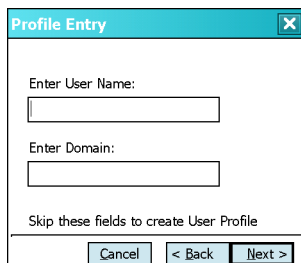 Profile Entry
Enter User Name:
Enter Domain:
Skip these fields to create User Profile
Cancel < Back Next >